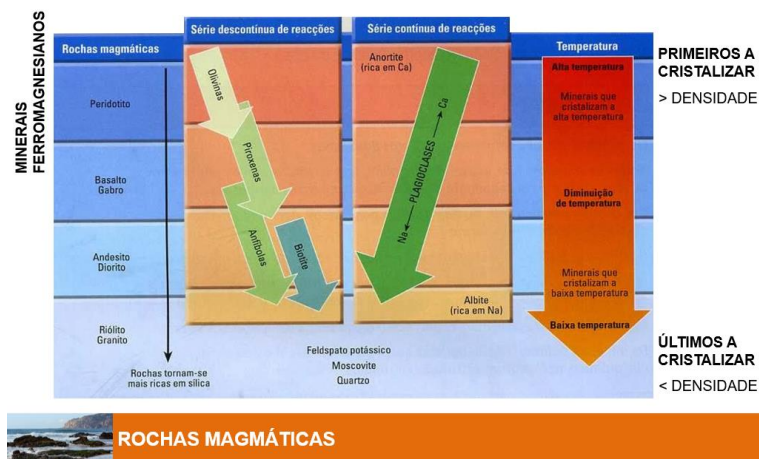 MINERAIS
FERROMAGNESIANOS
Rochas magmáticas
Peridotito
Basalto
Gabro
Andesito
Diorito
Riólito
Granito
Rochas tornam-se
mais ricas em sílica
Série descontínua de reacções
Olivinas
Piroxenas
Anfíbolas
Biotite
Série contínua de reacções
Anortite
(rica em Ca)
Na PLAGIOCLASES Ca
Albite
(rica em Na)
Feldspato potássico
Moscovite
Quartzo
Temperatura
Alta temperatura
Minerais que
cristalizam a
alta temperatura
Diminuição
de temperatura
Minerais que
cristalizam a
baixa temperatura
Baixa temperatura
PRIMEIROS A
CRISTALIZAR
> DENSIDADE
ÚLTIMOS A
CRISTALIZAR
< DENSIDADE
ROCHAS MAGMÁTICAS